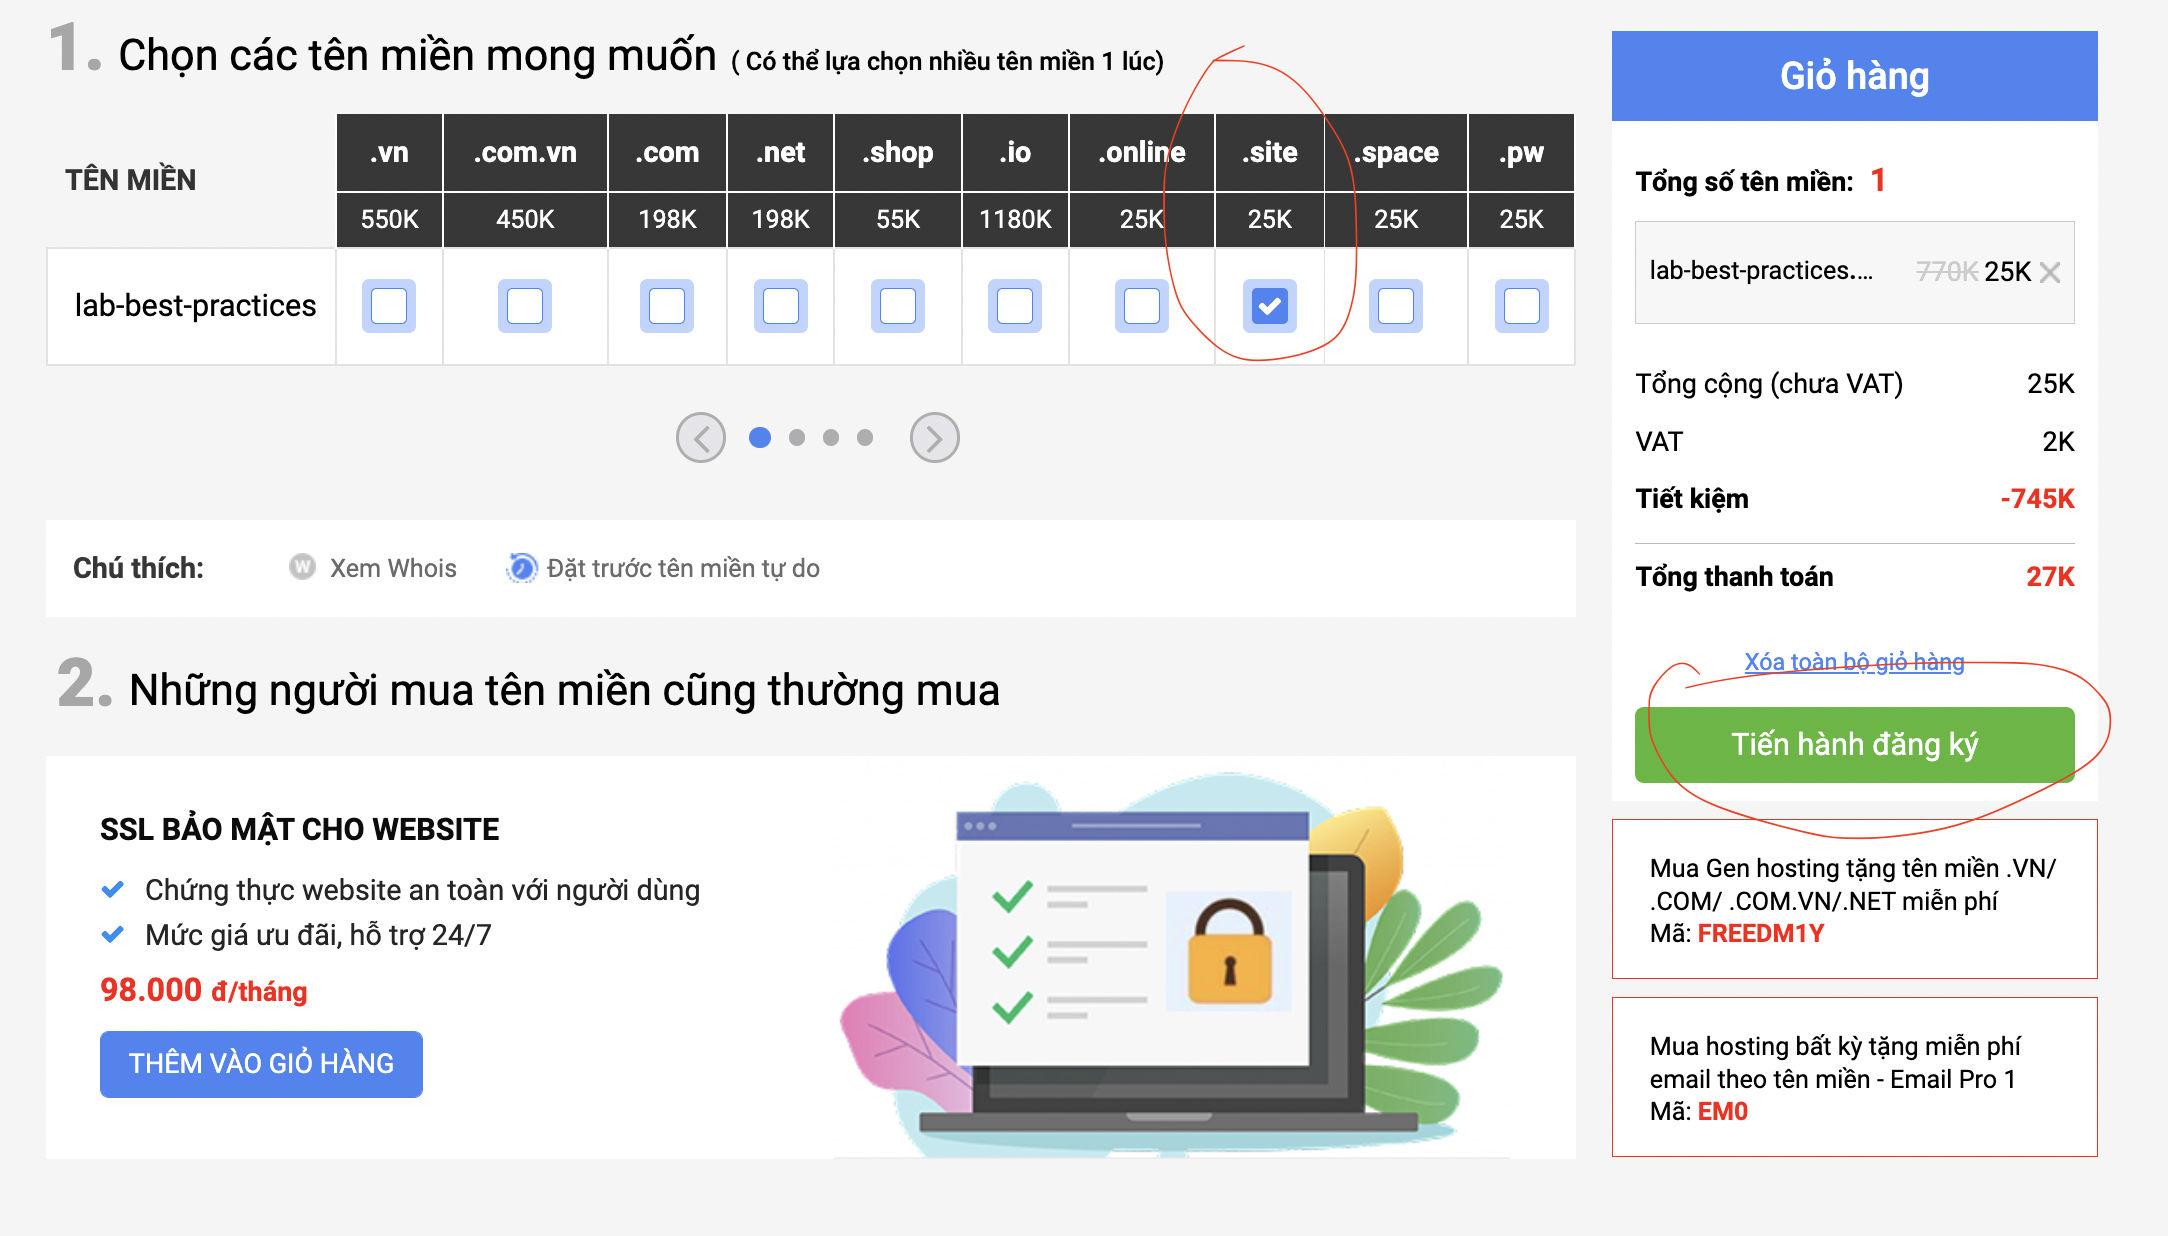 1. Chọn các tên miền mong muốn ( Có thể lựa chọn nhiều tên miền 1 lúc)
TÊN MIỀN
.vn .com.vn .com .net .shop .io .online .site .space .pw
550K 450K 198K 198K 55K 1180K 25K 25K 25K 25K
lab-best-practices
Chú thích: W Xem Whois Đặt trước tên miền tự do
2. Những người mua tên miền cũng thường mua
SSL BẢO MẬT CHO WEBSITE
Chứng thực website an toàn với người dùng
Mức giá ưu đãi, hỗ trợ 24/7
98.000 đ/tháng
THÊM VÀO GIỎ HÀNG
Giỏ hàng
Tổng số tên miền: 1
lab-best-practices.... 770K 25K
Tổng cộng (chưa VAT) 25K
VAT 2K
Tiết kiệm -745K
Tổng thanh toán 27K
Xóa toàn bộ giỏ hàng
Tiến hành đăng ký
Mua Gen hosting tặng tên miền .VN/
.COM/ .COM.VN/.NET miễn phí
Mã: FREEDM1Y
Mua hosting bất kỳ tặng miễn phí
email theo tên miền - Email Pro 1
Mã: EM0